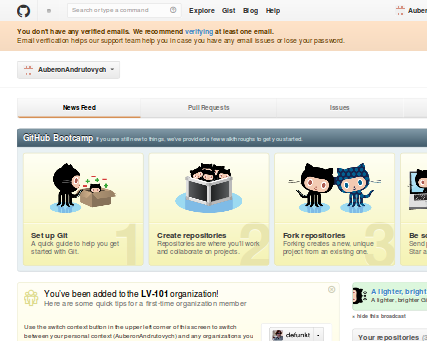 Search or type a command
Explore Gist Blog Help
Auber
You don't have any verified emails. We recommend verifying at least one email.
Email verification helps our support team help you in case you have any email issues or lose your password.
AuberonAndrutovych
News Feed Pull Requests Issues
GitHub Bootcamp If you are still new to things, we've provided a few walkthroughs to get you started.
1 2 3
Set up Git
A quick guide to help you get
started with Git.
Create repositories
Repositories are where you'll work
and collaborate on projects.
Fork repositories
Forking creates a new, unique
project from an existing one.
Be so
Send p
Star a
You've been added to the LV-101 organization!
Here are some quick tips for a first-time organization member
Use the switch context button in the upper left corner of this screen to switch
between your personal context (AuberonAndrutovych) and any organizations you
defunkt
A lighter, bright
A lighter, brighter Gi
hide this broadcast
Your repositories